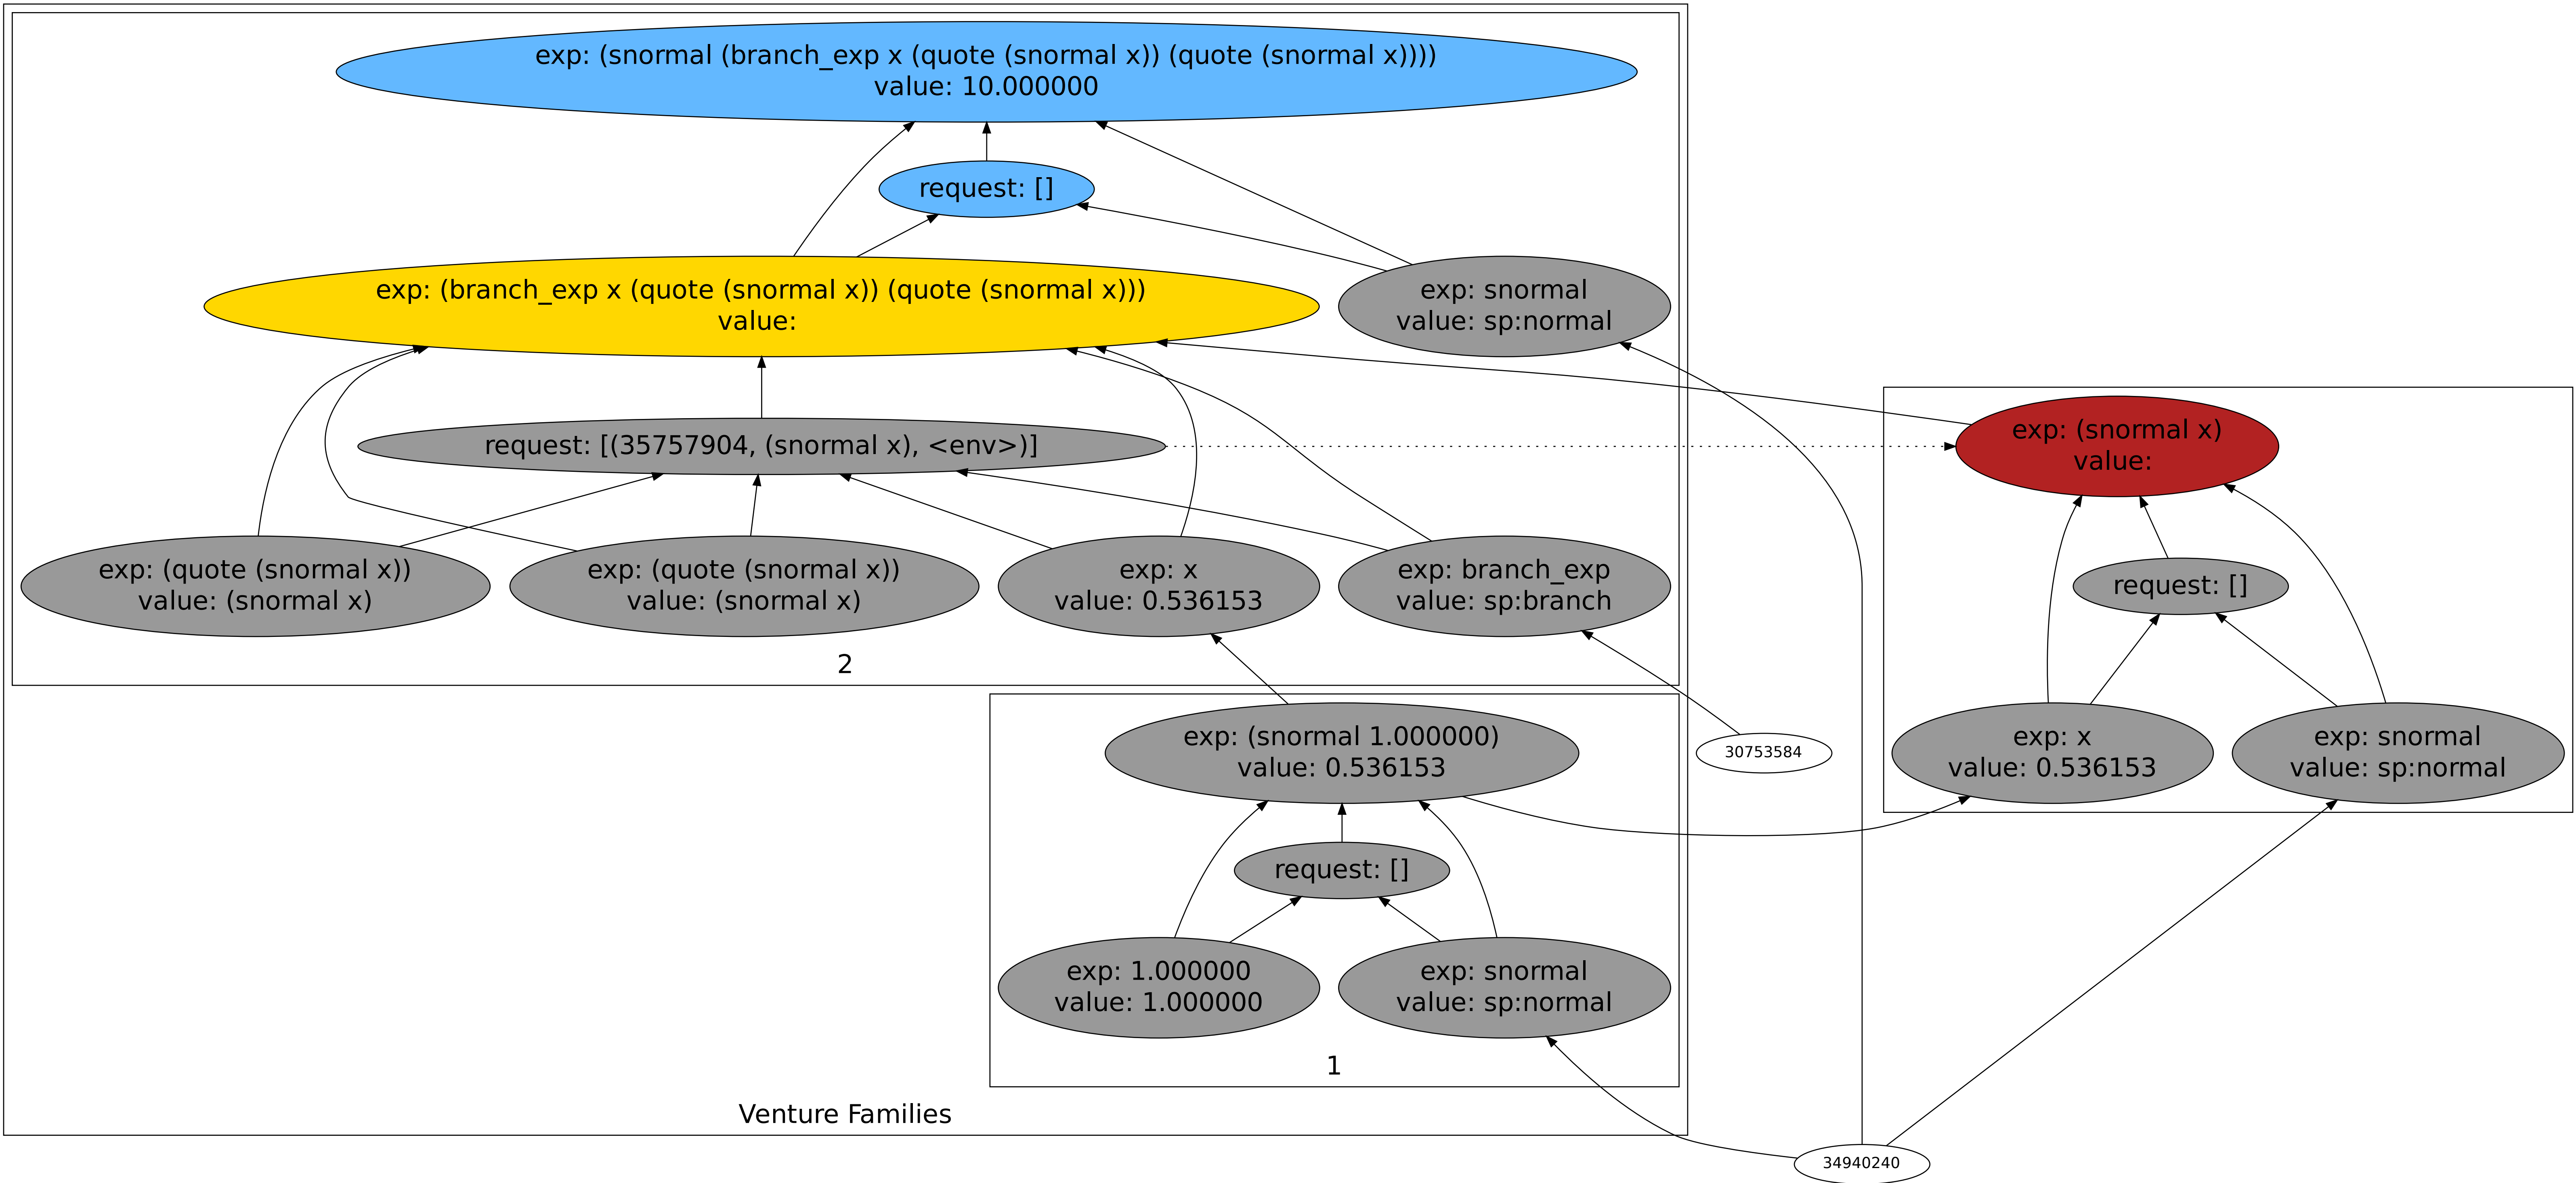 exp: (snormal (branch_exp x (quote (snormal x)) (quote (snormal x))))
value: 10.000000
request: []
exp: (branch_exp x (quote (snormal x)) (quote (snormal x)))
value:
exp: snormal
value: sp:normal
request: [(35757904, (snormal x), <env>)]
exp: (snormal x)
value:
exp: (quote (snormal x))
value: (snormal x)
exp: (quote (snormal x))
value: (snormal x)
exp: x
value: 0.536153
exp: branch_exp
value: sp:branch
request: []
2
exp: (snormal 1.000000)
value: 0.536153
30753584
exp: x
value: 0.536153
exp: snormal
value: sp:normal
request: []
exp: 1.000000
value: 1.000000
exp: snormal
value: sp:normal
1
Venture Families
34940240